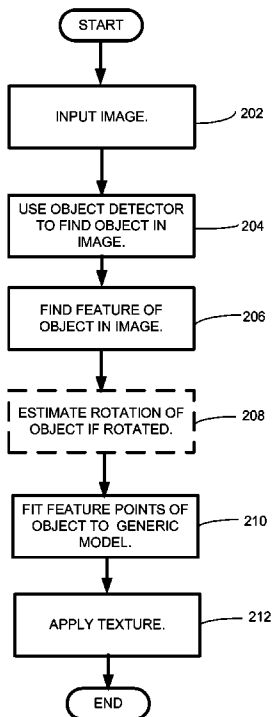 START
INPUT IMAGE.
202
USE OBJECT DETECTOR
TO FIND OBJECT IN
IMAGE.
204
FIND FEATURE OF
OBJECT IN IMAGE.
206
ESTIMATE ROTATION OF
OBJECT IF ROTATED.
208
FIT FEATURE POINTS OF
OBJECT TO GENERIC
MODEL.
210
APPLY TEXTURE.
212
END